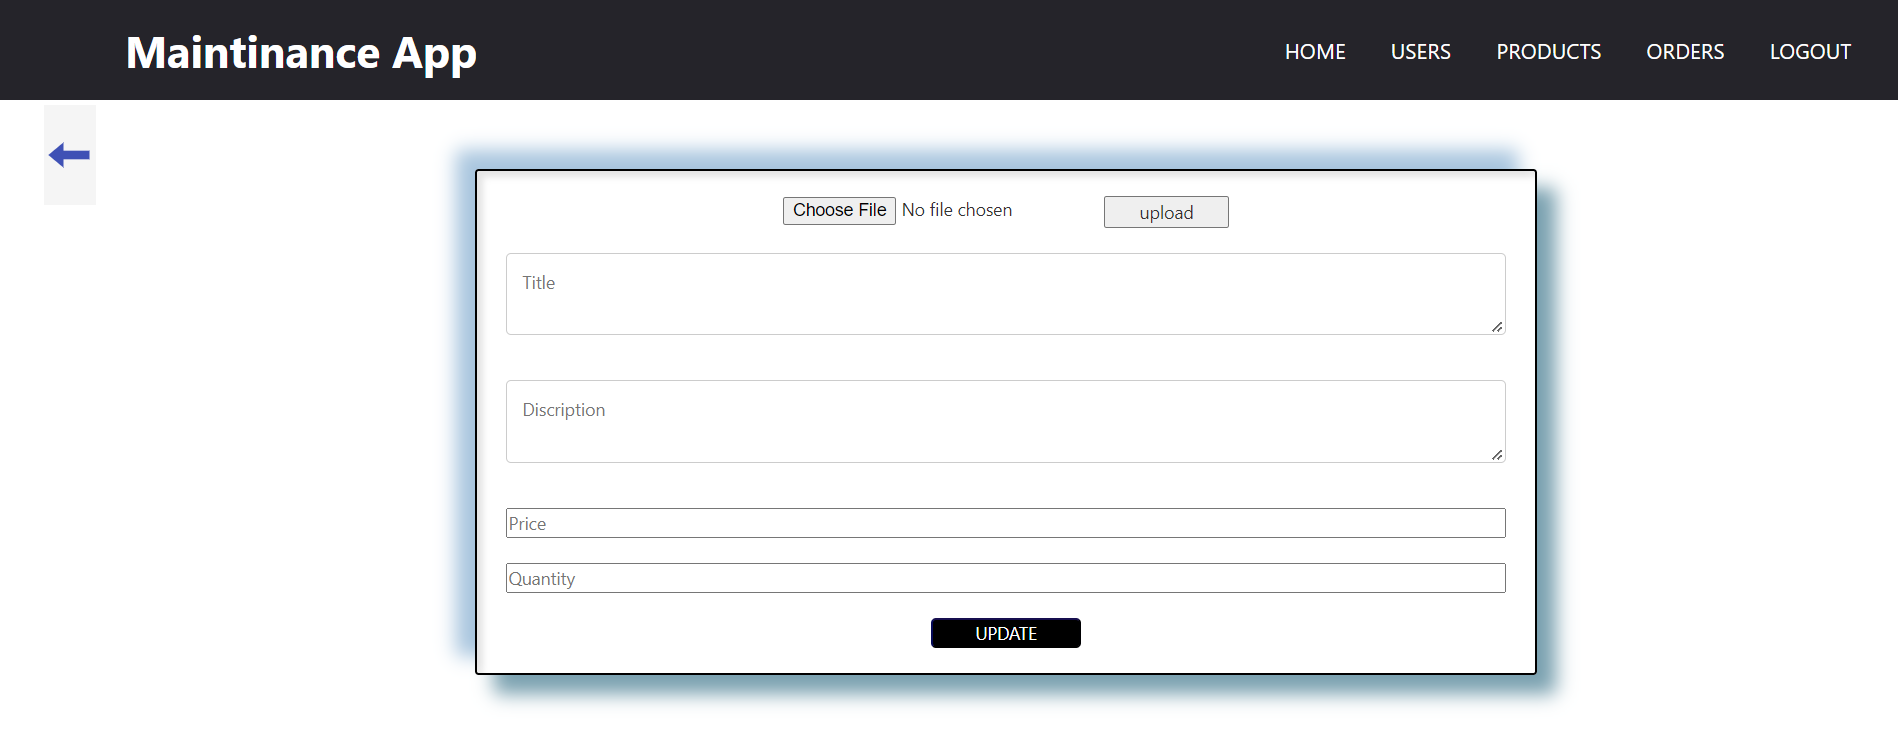 Maintinance App
HOME USERS PRODUCTS ORDERS LOGOUT
Choose File No file chosen upload
Title
Discription
Price
Quantity
UPDATE